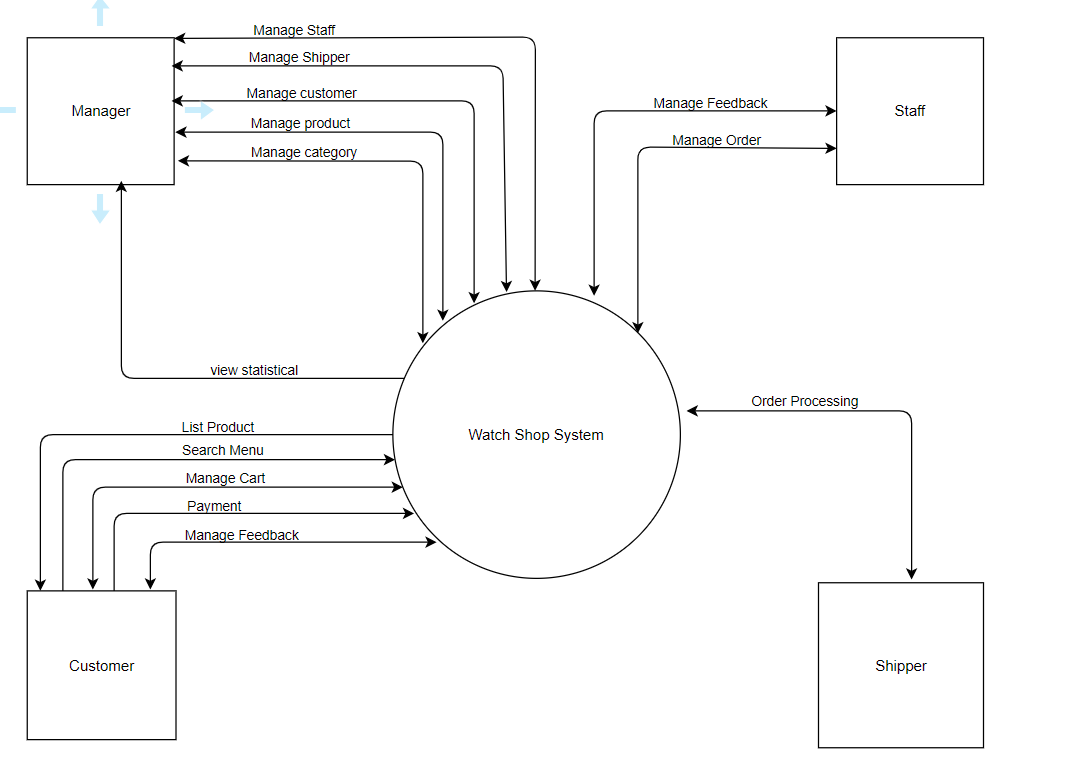 Manage Staff
Manage Shipper
Manage customer
Manage product
Manage category
Manager
Manage Feedback
Manage Order
Staff
view statistical
List Product
Search Menu
Manage Cart
Payment
Manage Feedback
Watch Shop System
Order Processing
Customer
Shipper